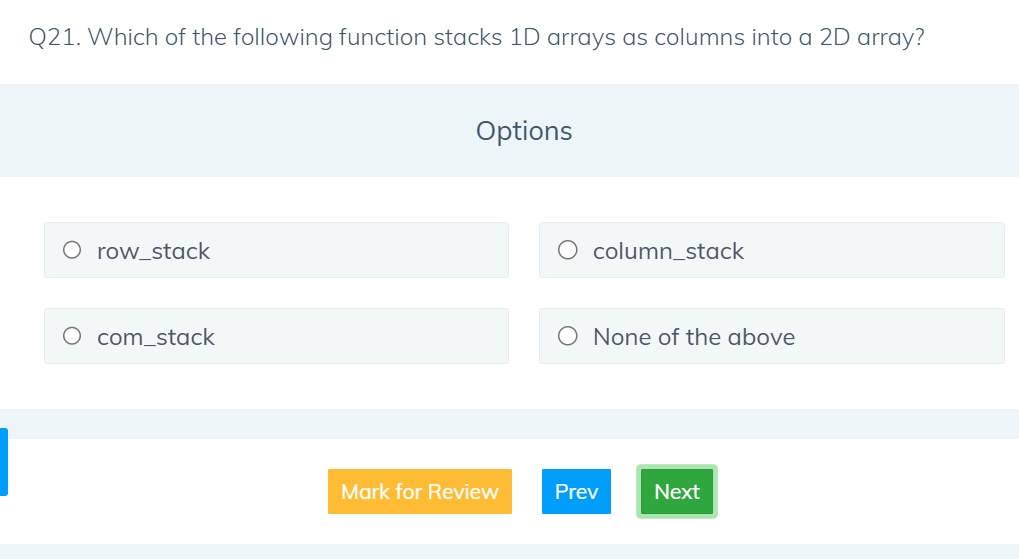 Q21. Which of the following function stacks 1D arrays as columns into a 2D array?
Options
row_stack
column_stack
com_stack
None of the above
Mark for Review
Prev
Next